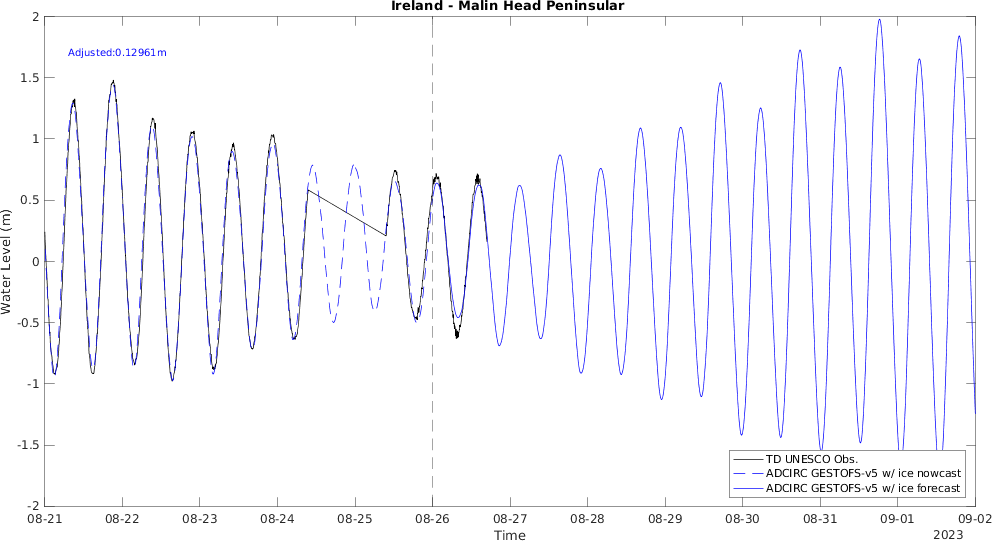 Ireland - Malin Head Peninsular
Adjusted:0.12961m
Water Level (m)
2
1.5
1
0.5
0
-0.5
-1
-1.5
-2
TD UNESCO Obs.
ADCIRC GESTOFS-v5 w/ ice nowcast
ADCIRC GESTOFS-v5 w/ ice forecast
08-21 08-22 08-23 08-24 08-25 08-26 08-27 08-28 08-29 08-30 08-31 09-01 09-02
Time
2023